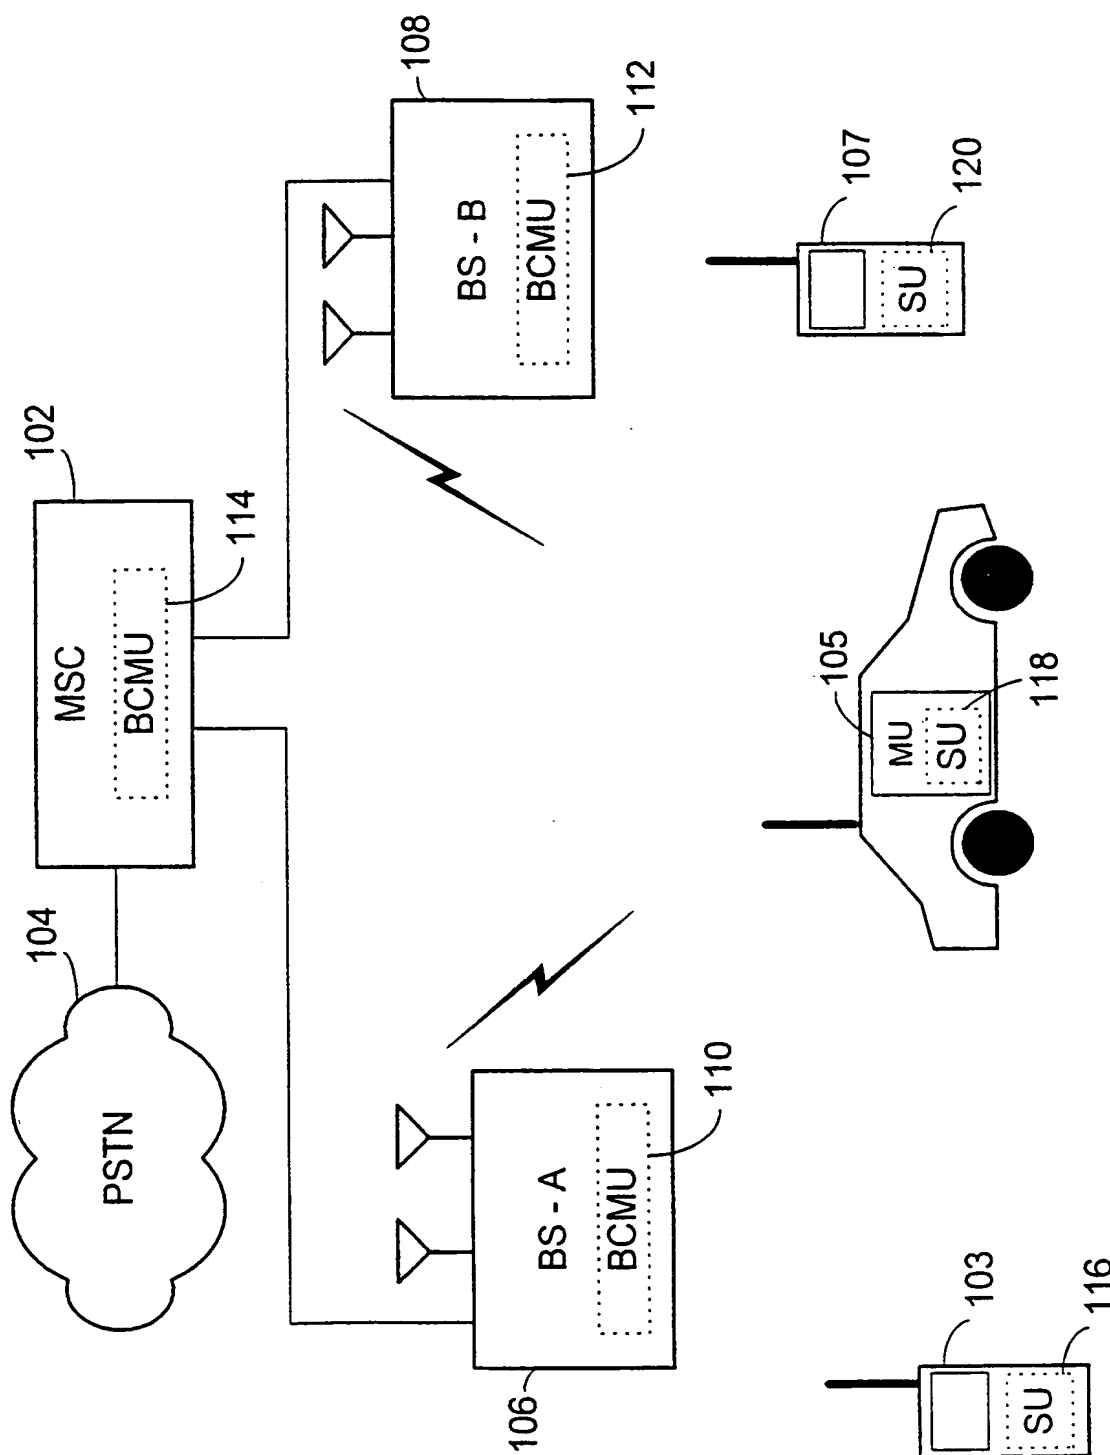 108
112
BS - B
BCMU
107
120
SU
102
114
MSC
BCMU
105
118
MU
SU
104
PSTN
110
BS - A
BCMU
106
103
116
SU